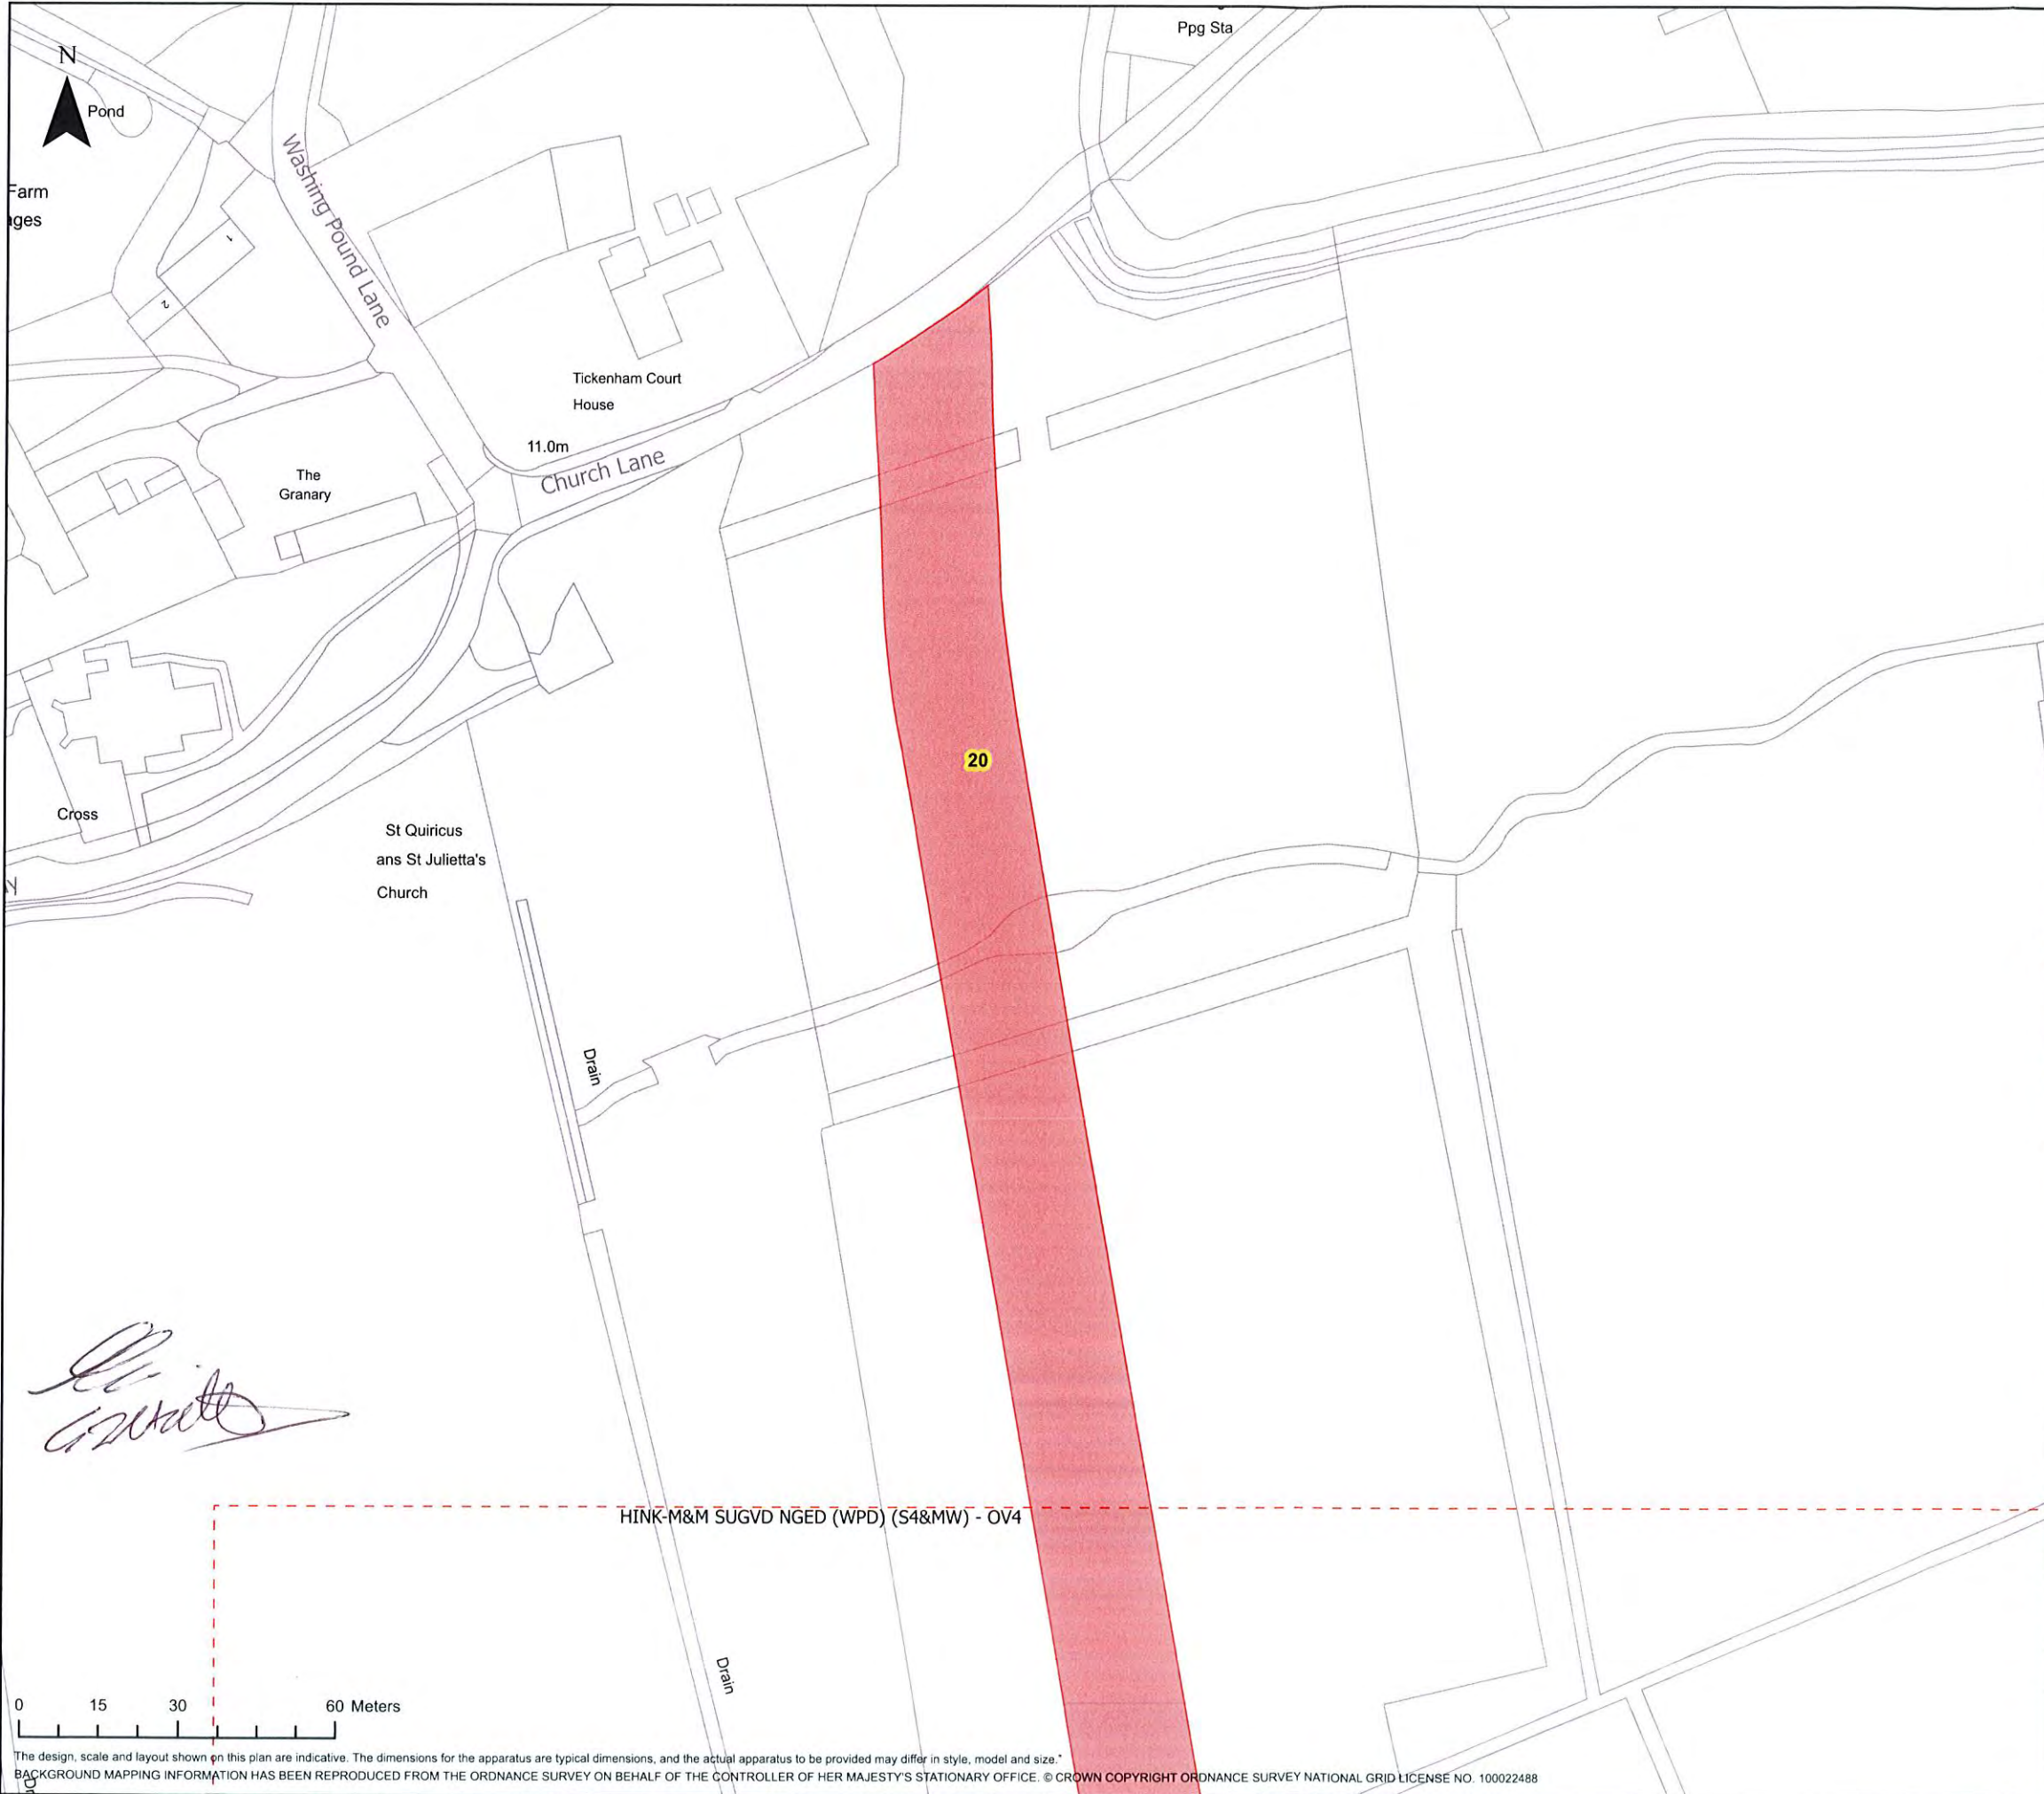 Ppg Sta
N
Pond
Farm
Washing Pound Lane
1
2
Tickenham Court
House
11.0m
Church Lane
The
Granary
20
Cross
St Quiricus
ans St Julietta's
Church
Drain
HINK-M&M SUGVD NGED (WPD) (S4&MW) - OV4
Drain
0 15 30 60 Meters
The design, scale and layout shown on this plan are indicative. The dimensions for the apparatus are typical dimensions, and the actual apparatus to be provided may differ in style, model and size."
BACKGROUND MAPPING INFORMATION HAS BEEN REPRODUCED FROM THE ORDNANCE SURVEY ON BEHALF OF THE CONTROLLER OF HER MAJESTY'S STATIONARY OFFICE. © CROWN COPYRIGHT ORDNANCE SURVEY NATIONAL GRID LICENSE NO. 100022488